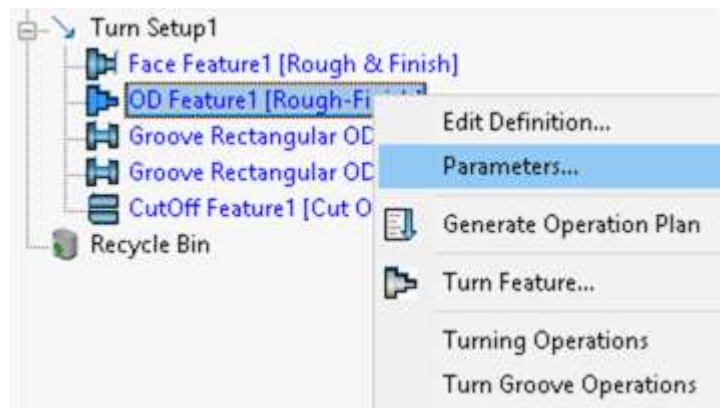 Turn Setup1
Face Feature1 [Rough & Finish]
OD Feature1 [Rough-Finish]
Groove Rectangular OD
Groove Rectangular OD
CutOff Feature1 [Cut O
Recycle Bin
Edit Definition...
Parameters...
Generate Operation Plan
Turn Feature...
Turning Operations
Turn Groove Operations